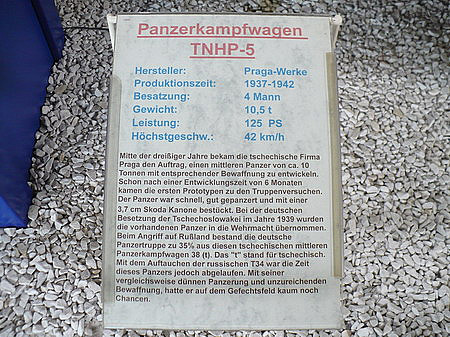 Panzerkampfwagen
TNHP-5
Hersteller: Praga-Werke
Produktionszeit: 1937-1942
Besatzung: 4 Mann
Gewicht: 10,5 t
Leistung: 125 PS
Höchstgeschw.: 42 km/h
Mitte der dreißiger Jahre bekam die tschechische Firma
Praga den Auftrag, einen mittleren Panzer von ca. 10
Tonnen mit entsprechender Bewaffnung zu entwickeln.
Schon nach einer Entwicklungszeit von 6 Monaten
kamen die ersten Prototypen zu den Truppenversuchen.
Der Panzer war schnell, gut gepanzert und mit einer
3,7 cm Skoda Kanone bestückt. Bei der deutschen
Besetzung der Tschechoslowakei im Jahre 1939 wurden
die vorhandenen Panzer in die Wehrmacht übernommen.
Beim Angriff auf Rußland bestand die deutsche
Panzertruppe zu 35% aus diesen tschechischen mittleren
Panzerkampfwagen 38 (t). Das "t" stand für tschechisch.
Mit dem Auftauchen der russischen T34 war die Zeit
dieses Panzers jedoch abgelaufen. Mit seiner
vergleichsweise dünnen Panzerung und unzureichenden
Bewaffnung, hatte er auf dem Gefechtsfeld kaum noch
Chancen.